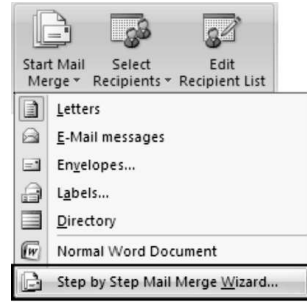 Start Mail Select Edit
Merge Recipients Recipient List
Letters
E-Mail messages
Envelopes...
Labels...
Directory
Normal Word Document
Step by Step Mail Merge Wizard...